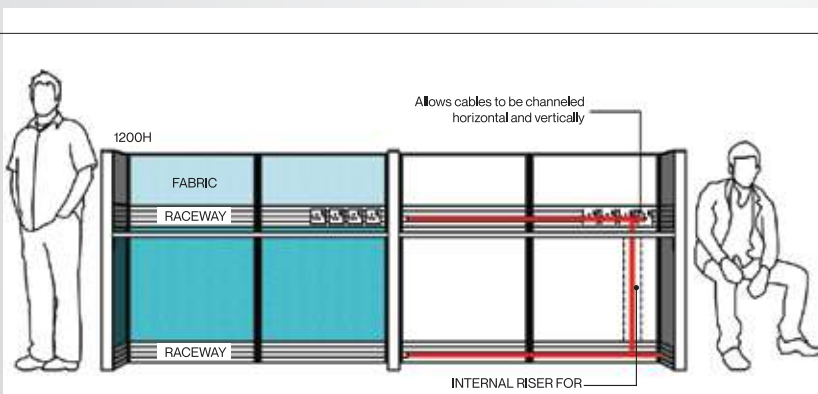 Allows cables to be channeled
horizontal and vertically
1200H
FABRIC
RACEWAY
RACEWAY
INTERNAL RISER FOR